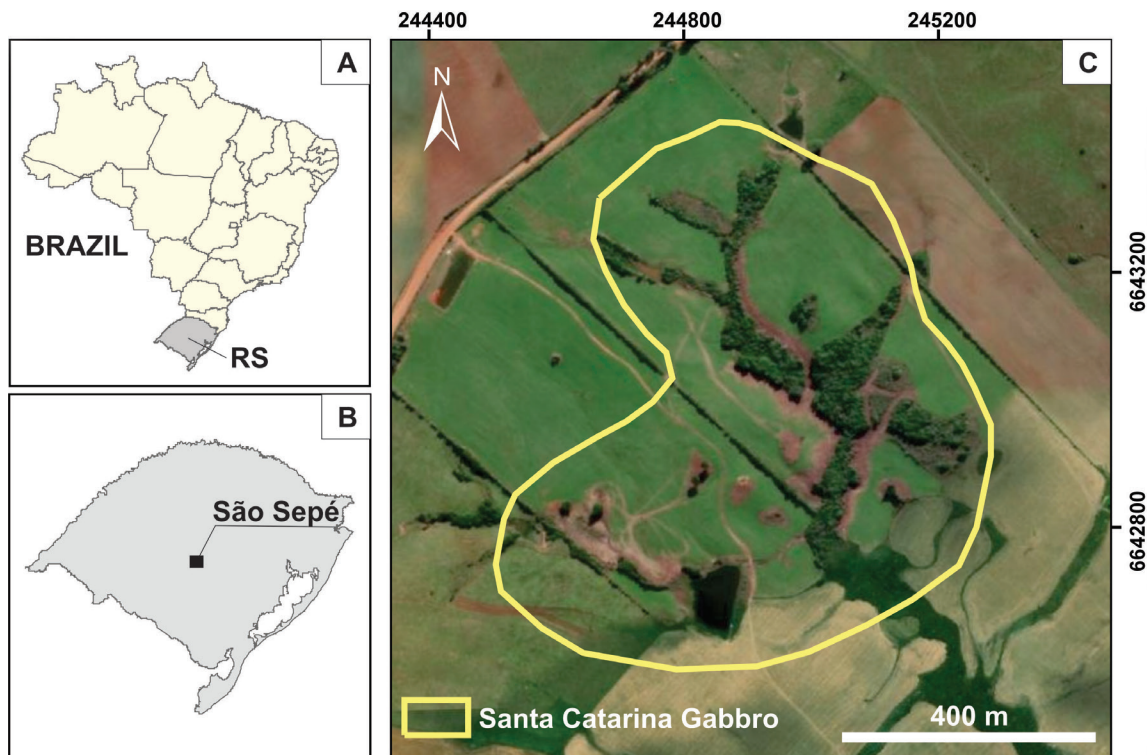 A
BRAZIL
RS
B
São Sepé
244400 244800 245200
C
N
6643200
6642800
Santa Catarina Gabbro
400 m